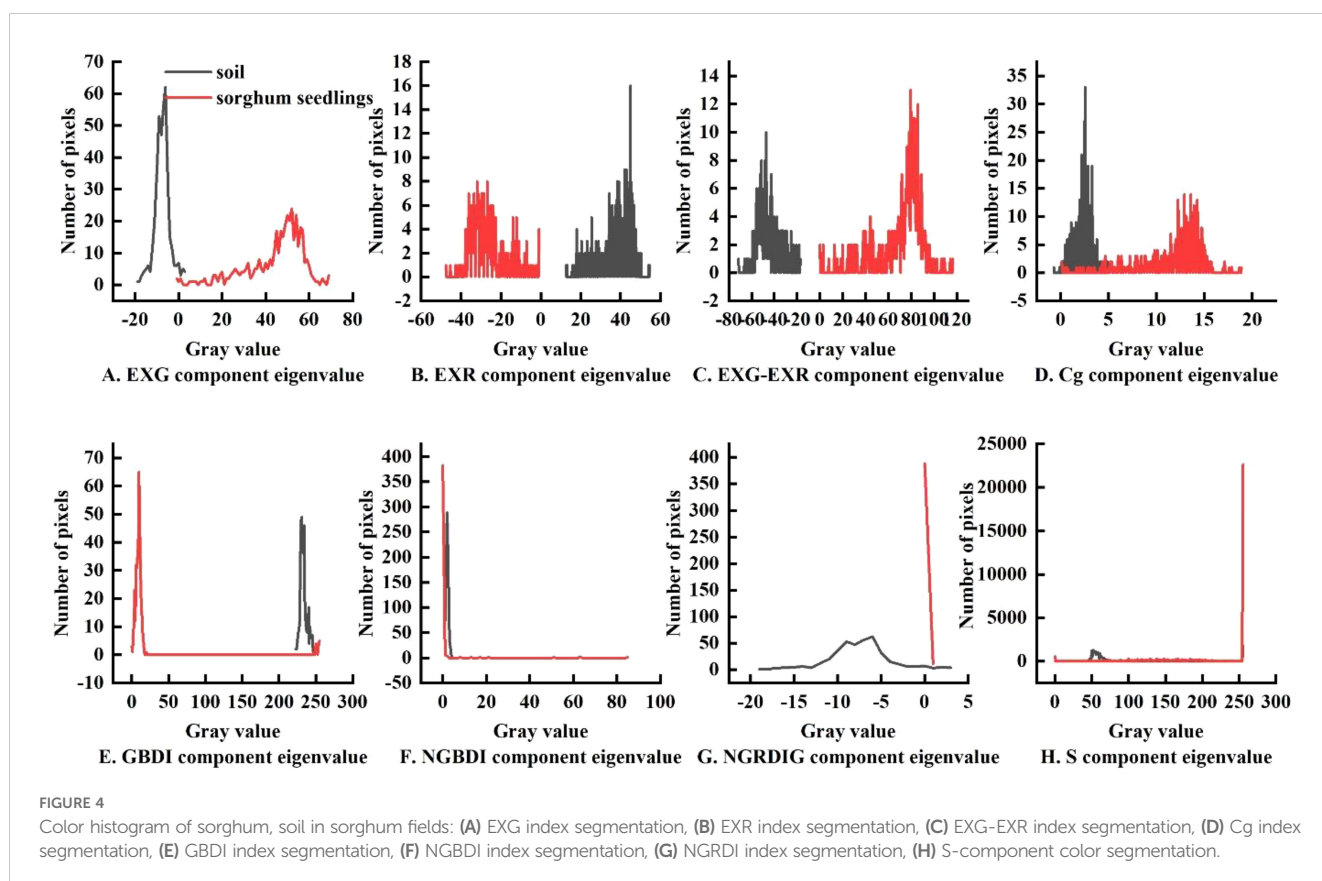 soil
sorghum seedlings
Number of pixels
70
60
50
40
30
20
10
0
-20 0 20 40 60 80
Gray value
A. EXG component eigenvalue
Number of pixels
18
16
14
12
10
8
6
4
2
0
-2
-60 -40 -20 0 20 40 60
Gray value
B. EXR component eigenvalue
Number of pixels
14
12
10
8
6
4
2
0
-2
-80 -60 -40 -20 0 20 40 60 80 100 120
Gray value
C. EXG-EXR component eigenvalue
Number of pixels
35
30
25
20
15
10
5
0
-5
0 5 10 15 20
Gray value
D. Cg component eigenvalue
Number of pixels
70
60
50
40
30
20
10
0
-10
0 50 100 150 200 250 300
Gray value
E. GBDI component eigenvalue
Number of pixels
400
350
300
250
200
150
100
50
0
-50
0 20 40 60 80 100
Gray value
F. NGBDI component eigenvalue
Number of pixels
400
350
300
250
200
150
100
50
0
-20 -15 -10 -5 0 5
Gray value
G. NGRDIG component eigenvalue
Number of pixels
25000
20000
15000
10000
5000
0
0 50 100 150 200 250 300
Gray value
H. S component eigenvalue
FIGURE 4
Color histogram of sorghum, soil in sorghum fields: (A) EXG index segmentation, (B) EXR index segmentation, (C) EXG-EXR index segmentation, (D) Cg index
segmentation, (E) GBDI index segmentation, (F) NGBDI index segmentation, (G) NGRDI index segmentation, (H) S-component color segmentation.